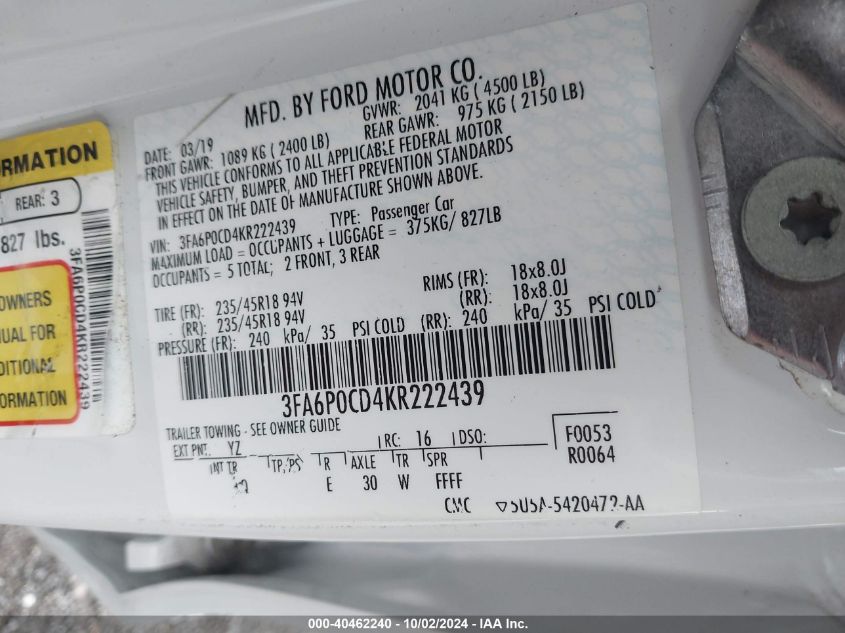 MFD. BY FORD MOTOR CO.
DATE: 03/19 GVWR: 2041 KG ( 4500 LB)
FRONT GAWR: 1089 KG ( 2400 LB) REAR GAWR: 975 KG ( 2150 LB)
THIS VEHICLE CONFORMS TO ALL APPLICABLE FEDERAL MOTOR
VEHICLE SAFETY, BUMPER, AND THEFT PREVENTION STANDARDS
IN EFFECT ON THE DATE OF MANUFACTURE SHOWN ABOVE.
VIN: 3FA6P0CD4KR222439 TYPE: Passenger Car
MAXIMUM LOAD = OCCUPANTS + LUGGAGE = 375KG/ 827LB
OCCUPANTS = 5 TOTAL; 2 FRONT, 3 REAR
TIRE (FR): 235/45R18 94V RIMS (FR): 18x8.0J
(RR): 235/45R18 94V (RR): 18x8.0J
PRESSURE (FR): 240 kPa/ 35 PSI COLD (RR): 240 kPa/ 35 PSI COLD
3FA6P0CD4KR222439
TRAILER TOWING - SEE OWNER GUIDE
EXT PNT: YZ RC: 16 DSO: F0053
INT TR TP/PS R AXLE TR SPR R0064
E 30 W FFFF
CMC 5U5A-5420472-AA
ORMATION
REAR: 3
827 lbs.
OWNERS
NUAL FOR
DITIONAL
ORMATION
3FA6P0CD4KR222439
000-40462240 - 10/02/2024 - IAA Inc.